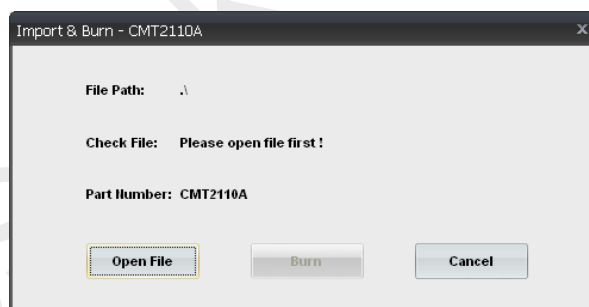 Import & Burn - CMT2110A x
File Path: .\
Check File: Please open file first !
Part Number: CMT2110A
Open File Burn Cancel